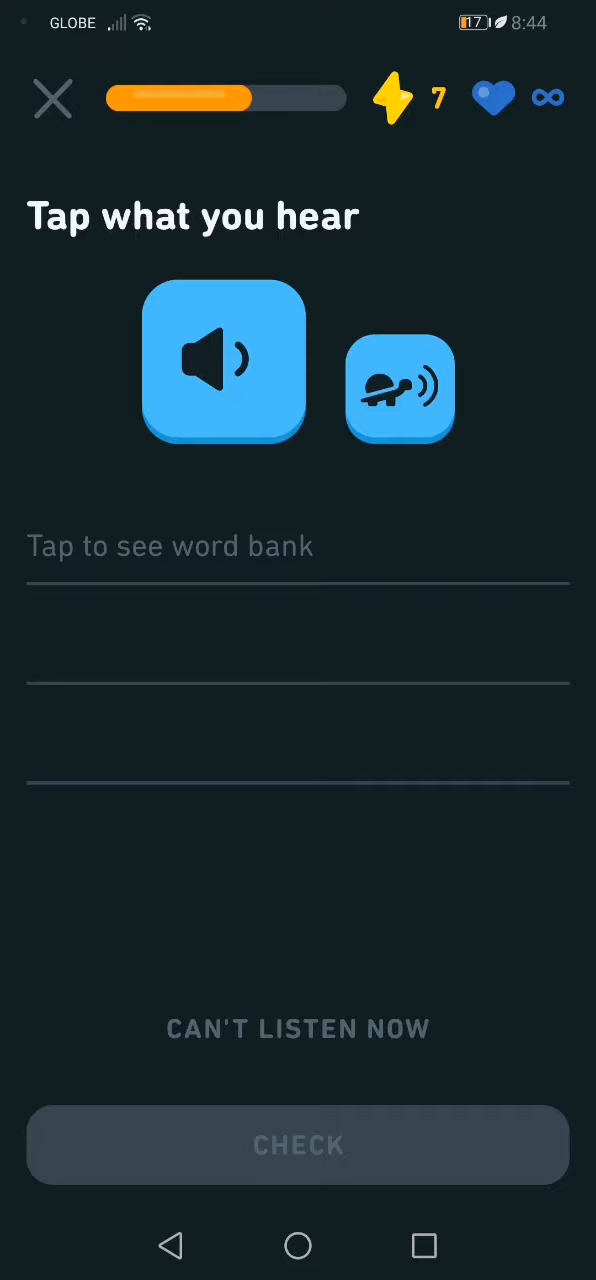 GLOBE 17 8:44
7 ∞
Tap what you hear
Tap to see word bank
CAN'T LISTEN NOW
CHECK